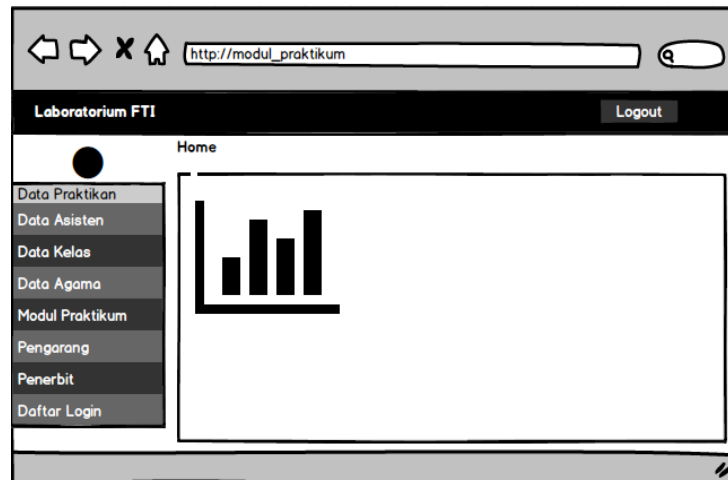 http://modul_praktikum
Laboratorium FTI
Logout
Home
Data Praktikan
Data Asisten
Data Kelas
Data Agama
Modul Praktikum
Pengarang
Penerbit
Daftar Login